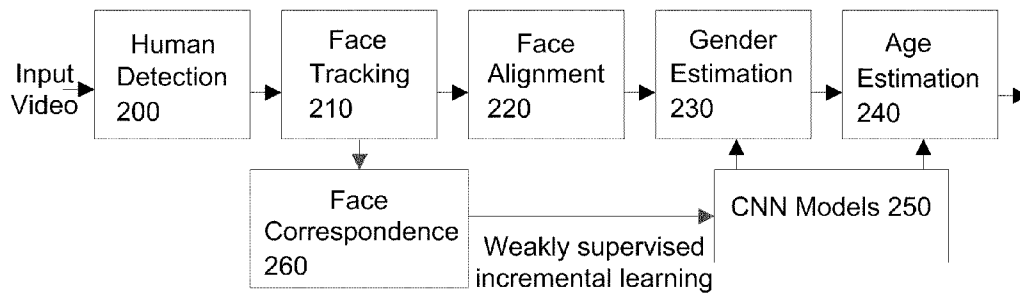 Input
Video
Human
Detection
200
Face
Tracking
210
Face
Alignment
220
Gender
Estimation
230
Age
Estimation
240
Face
Correspondence
260
Weakly supervised
incremental learning
CNN Models 250